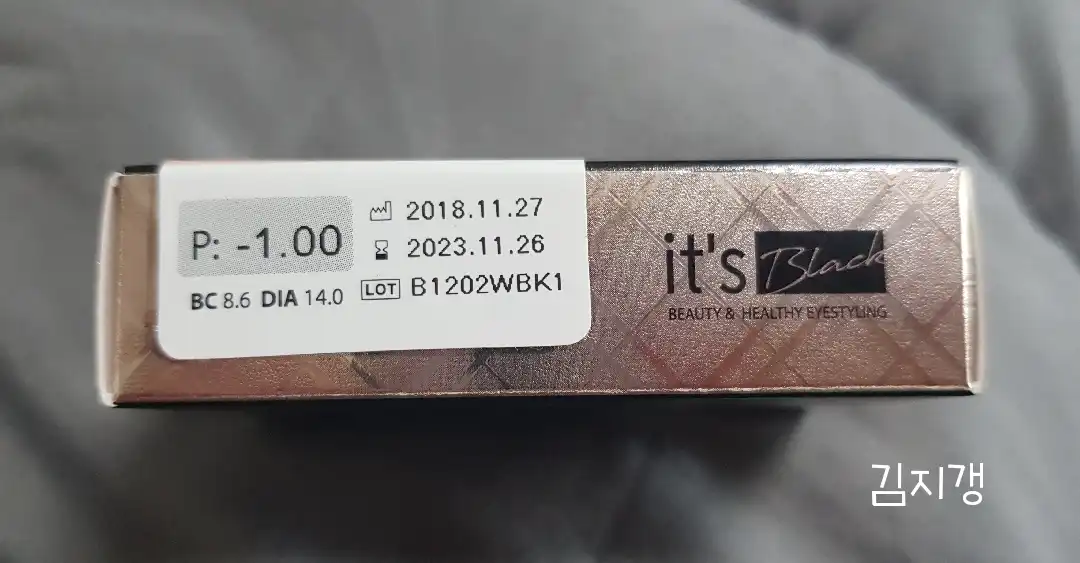 P: -1.00
BC 8.6 DIA 14.0
2018.11.27
2023.11.26
LOT B1202WBK1
it's Black
BEAUTY & HEALTHY EYESTYLING
김지갱